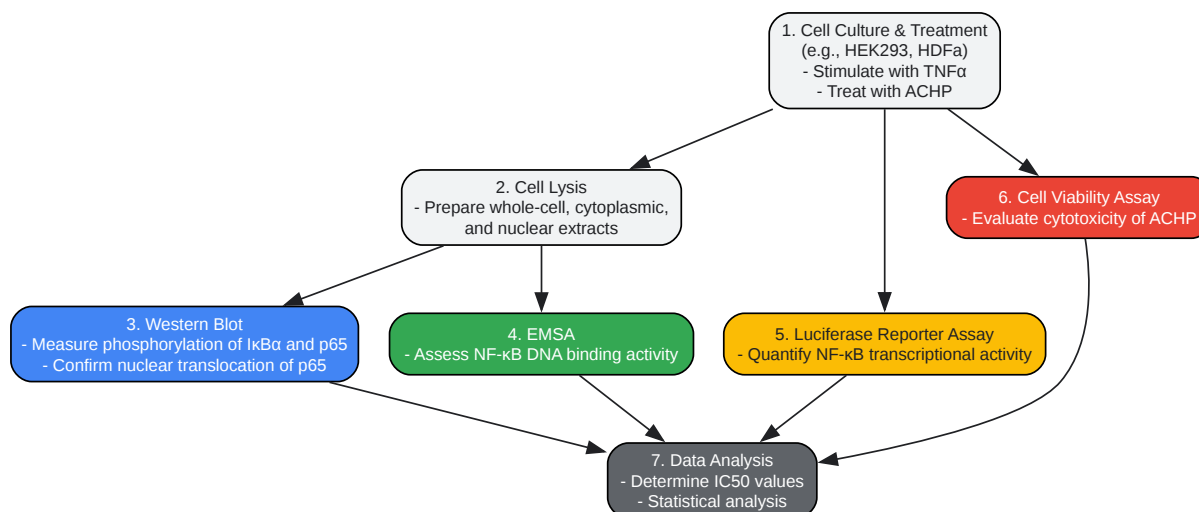 1. Cell Culture & Treatment
(e.g., HEK293, HDFa)
- Stimulate with TNFα
- Treat with ACHP
2. Cell Lysis
- Prepare whole-cell, cytoplasmic,
and nuclear extracts
6. Cell Viability Assay
- Evaluate cytotoxicity of ACHP
3. Western Blot
- Measure phosphorylation of IκBα and p65
- Confirm nuclear translocation of p65
4. EMSA
- Assess NF-κB DNA binding activity
5. Luciferase Reporter Assay
- Quantify NF-κB transcriptional activity
7. Data Analysis
- Determine IC50 values
- Statistical analysis